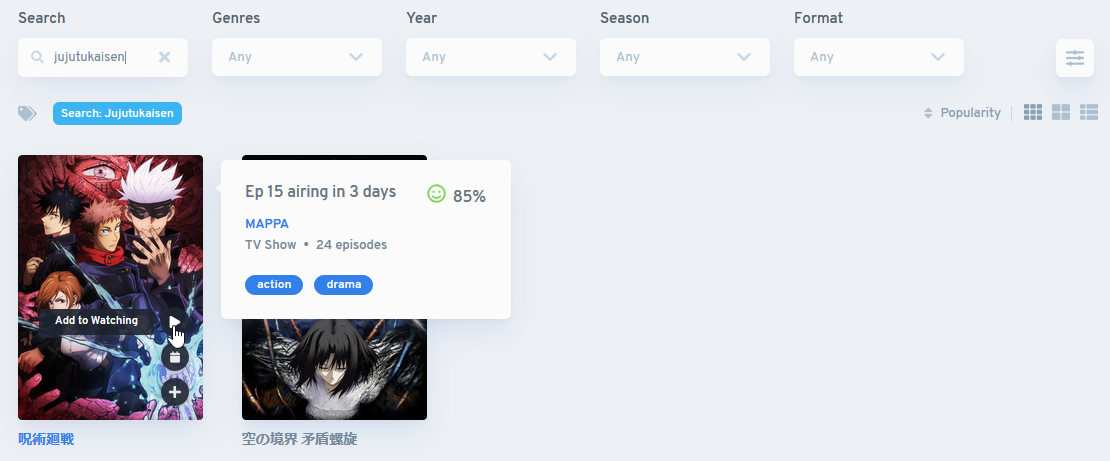 Search Genres Year Season Format
jujutukaisen Any Any Any Any
Search: Jujutukaisen Popularity
Ep 15 airing in 3 days 85%
MAPPA
TV Show • 24 episodes
action drama
Add to Watching
呪術廻戦 空の境界 矛盾螺旋